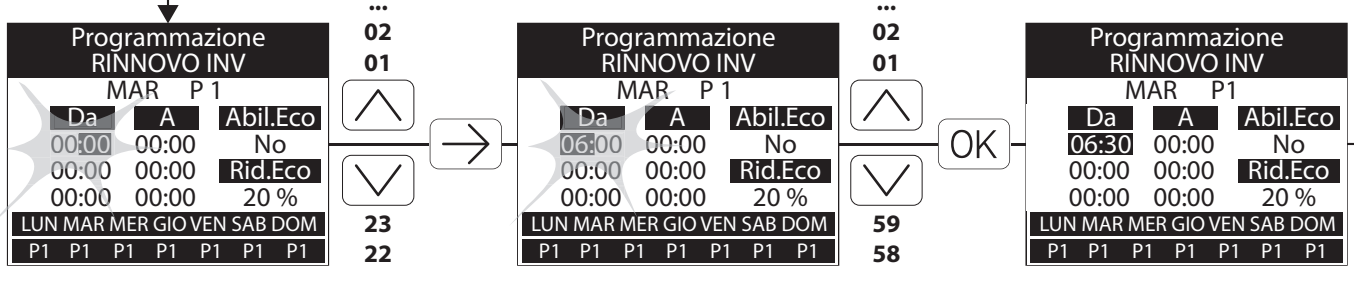 Programmazione
RINNOVO INV
MAR P 1
Da A Abil.Eco
00:00 00:00 No
00:00 00:00 Rid.Eco
00:00 00:00 20 %
LUN MAR MER GIO VEN SAB DOM
P1 P1 P1 P1 P1 P1 P1
...
02
01
23
22
Programmazione
RINNOVO INV
MAR P 1
Da A Abil.Eco
06:00 00:00 No
00:00 00:00 Rid.Eco
00:00 00:00 20 %
LUN MAR MER GIO VEN SAB DOM
P1 P1 P1 P1 P1 P1 P1
...
02
01
59
58
OK
Programmazione
RINNOVO INV
MAR P1
Da A Abil.Eco
06:30 00:00 No
00:00 00:00 Rid.Eco
00:00 00:00 20 %
LUN MAR MER GIO VEN SAB DOM
P1 P1 P1 P1 P1 P1 P1